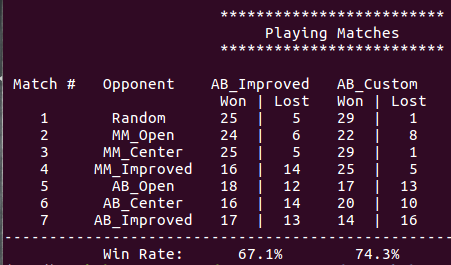 *************************
Playing Matches
*************************
Match #   Opponent    AB_Improved   AB_Custom
Won | Lost   Won | Lost
1   Random   25 | 5   29 | 1
2   MM_Open   24 | 6   22 | 8
3   MM_Center   25 | 5   29 | 1
4   MM_Improved   16 | 14   25 | 5
5   AB_Open   18 | 12   17 | 13
6   AB_Center   16 | 14   20 | 10
7   AB_Improved   17 | 13   14 | 16
--------------------------------------------------------------------------
Win Rate:   67.1%   74.3%